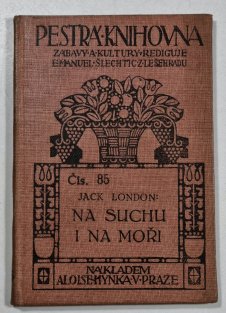 PESTRÁ KNIHOVNA
ZÁBAVY A KULTURY REDIGUJE
EMANUEL ŠLECHTIC Z LEŠEHRADU
Čís. 85
JACK LONDON:
NA SUCHU
I NA MOŘI
NÁKLADEM
ALOISE HYNKA V PRAZE